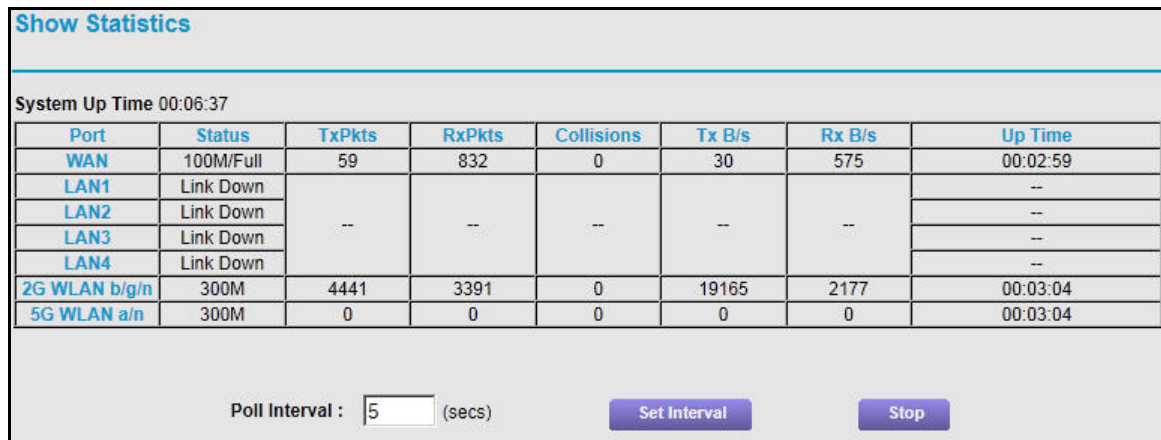 Show Statistics
System Up Time 00:06:37
Port Status TxPkts RxPkts Collisions Tx B/s Rx B/s Up Time
WAN 100M/Full 59 832 0 30 575 00:02:59
LAN1 Link Down -- -- -- -- -- --
LAN2 Link Down --
LAN3 Link Down --
LAN4 Link Down --
2G WLAN b/g/n 300M 4441 3391 0 19165 2177 00:03:04
5G WLAN a/n 300M 0 0 0 0 0 00:03:04
Poll Interval : 5 (secs) Set Interval Stop